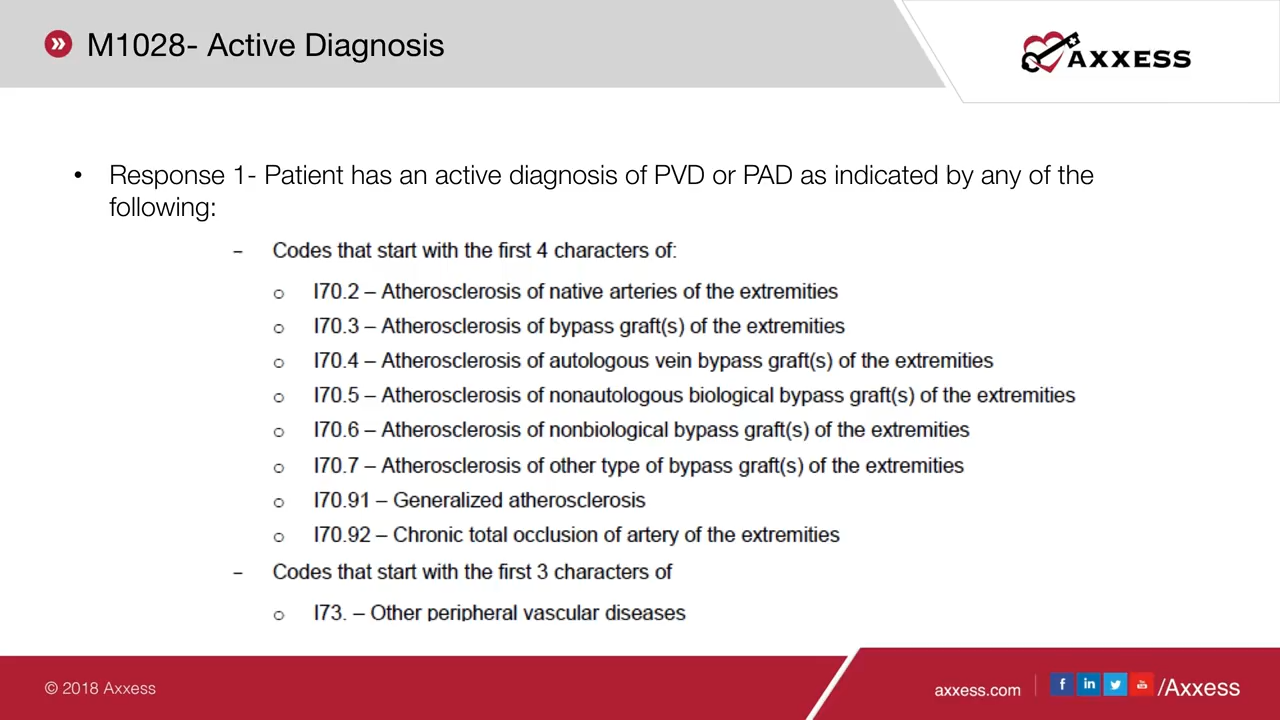 M1028- Active Diagnosis
AXXESS
• Response 1- Patient has an active diagnosis of PVD or PAD as indicated by any of the
following:
– Codes that start with the first 4 characters of:
o I70.2 – Atherosclerosis of native arteries of the extremities
o I70.3 – Atherosclerosis of bypass graft(s) of the extremities
o I70.4 – Atherosclerosis of autologous vein bypass graft(s) of the extremities
o I70.5 – Atherosclerosis of nonautologous biological bypass graft(s) of the extremities
o I70.6 – Atherosclerosis of nonbiological bypass graft(s) of the extremities
o I70.7 – Atherosclerosis of other type of bypass graft(s) of the extremities
o I70.91 – Generalized atherosclerosis
o I70.92 – Chronic total occlusion of artery of the extremities
– Codes that start with the first 3 characters of
o I73. – Other peripheral vascular diseases
© 2018 Axxess
axxess.com
/Axxess